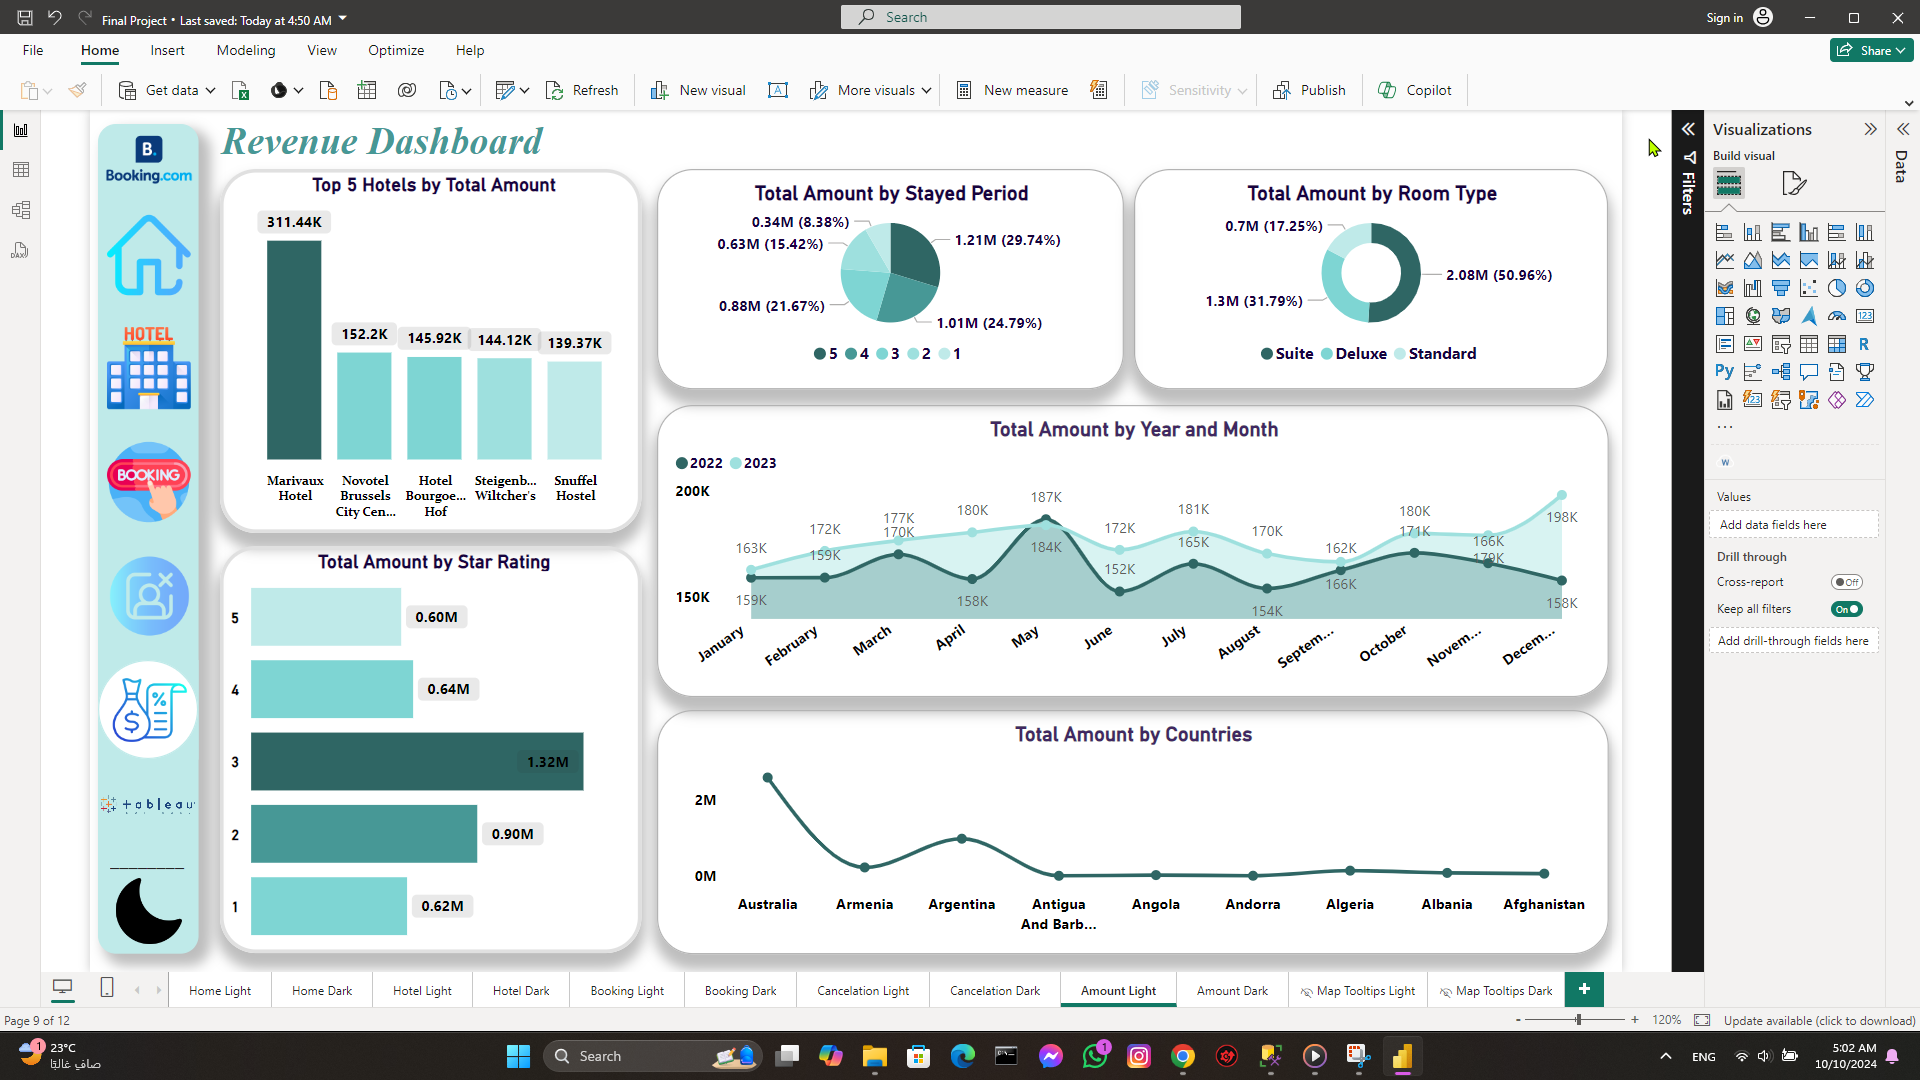 Final Project • Last saved: Today at 4:50 AM
Search
Sign in
File
Home
Insert
Modeling
View
Optimize
Help
Share
Get data
Refresh
New visual
More visuals
New measure
Sensitivity
Publish
Copilot
B.
Booking.com
HOTEL
BOOKING
tableau
Revenue Dashboard
Top 5 Hotels by Total Amount
311.44K
152.2K
145.92K
144.12K
139.37K
Marivaux
Hotel
Novotel
Brussels
City Cen...
Hotel
Bourgoe...
Hof
Steigenb...
Wiltcher's
Snuffel
Hostel
Total Amount by Star Rating
5
0.60M
4
0.64M
3
1.32M
2
0.90M
1
0.62M
Total Amount by Stayed Period
0.34M (8.38%)
0.63M (15.42%)
1.21M (29.74%)
0.88M (21.67%)
1.01M (24.79%)
5 4 3 2 1
Total Amount by Room Type
0.7M (17.25%)
2.08M (50.96%)
1.3M (31.79%)
Suite Deluxe Standard
Total Amount by Year and Month
2022 2023
200K
150K
163K
172K
177K
180K
187K
172K
181K
170K
162K
180K
166K
198K
159K
159K
170K
158K
184K
152K
165K
154K
166K
171K
179K
158K
January
February
March
April
May
June
July
August
Septem...
October
Novem...
Decem...
Total Amount by Countries
2M
0M
Australia
Armenia
Argentina
Antigua
And Barb...
Angola
Andorra
Algeria
Albania
Afghanistan
Filters
Visualizations
Build visual
123
R
Py
123
W
Values
Add data fields here
Drill through
Cross-report
Off
Keep all filters
On
Add drill-through fields here
Data
DAX
Home Light
Home Dark
Hotel Light
Hotel Dark
Booking Light
Booking Dark
Cancelation Light
Cancelation Dark
Amount Light
Amount Dark
Map Tooltips Light
Map Tooltips Dark
Page 9 of 12
120%
Update available (click to download)
1
23°C
صافٍ غالبًا
Search
1
ENG
5:02 AM
10/10/2024